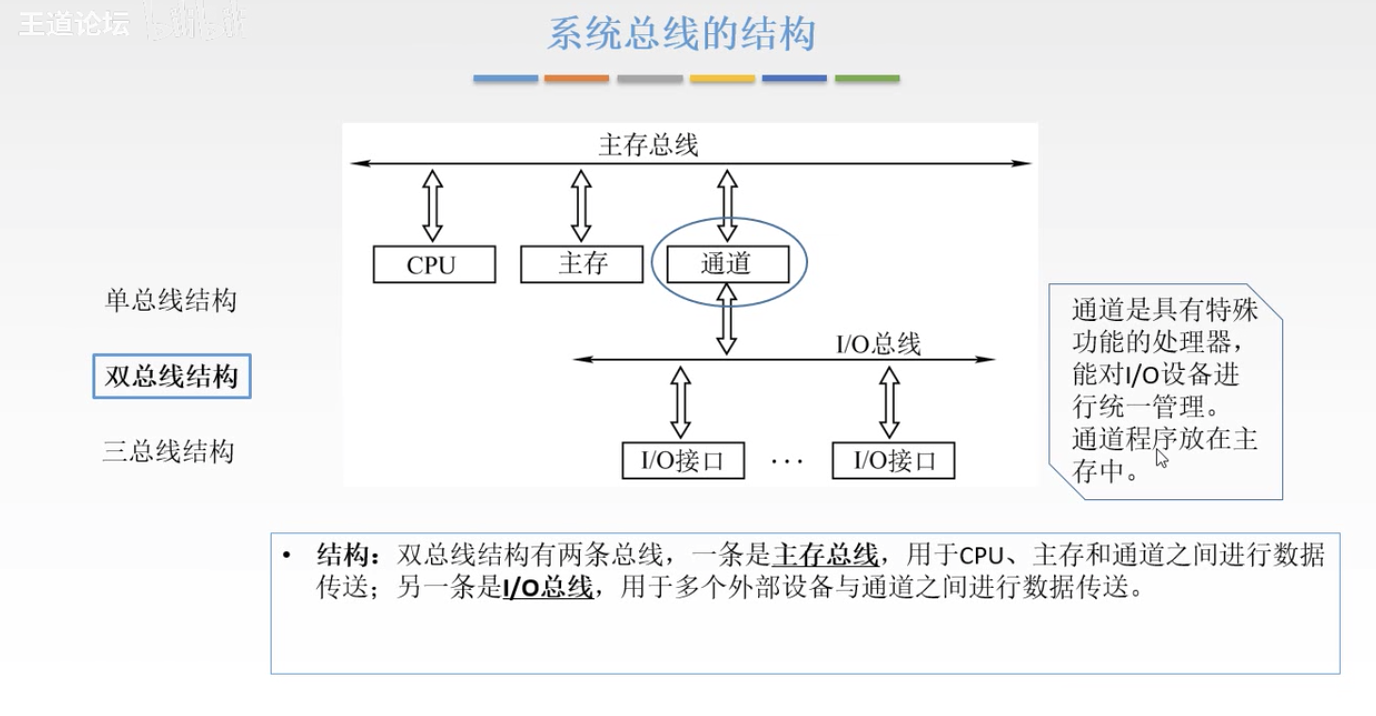 王道论坛 bilibili
系统总线的结构
主存总线
CPU 主存 通道
I/O总线
I/O接口 ··· I/O接口
单总线结构
双总线结构
三总线结构
通道是具有特殊
功能的处理器，
能对I/O设备进
行统一管理。
通道程序放在主
存中。
• 结构：双总线结构有两条总线，一条是主存总线，用于CPU、主存和通道之间进行数据
传送；另一条是I/O总线，用于多个外部设备与通道之间进行数据传送。